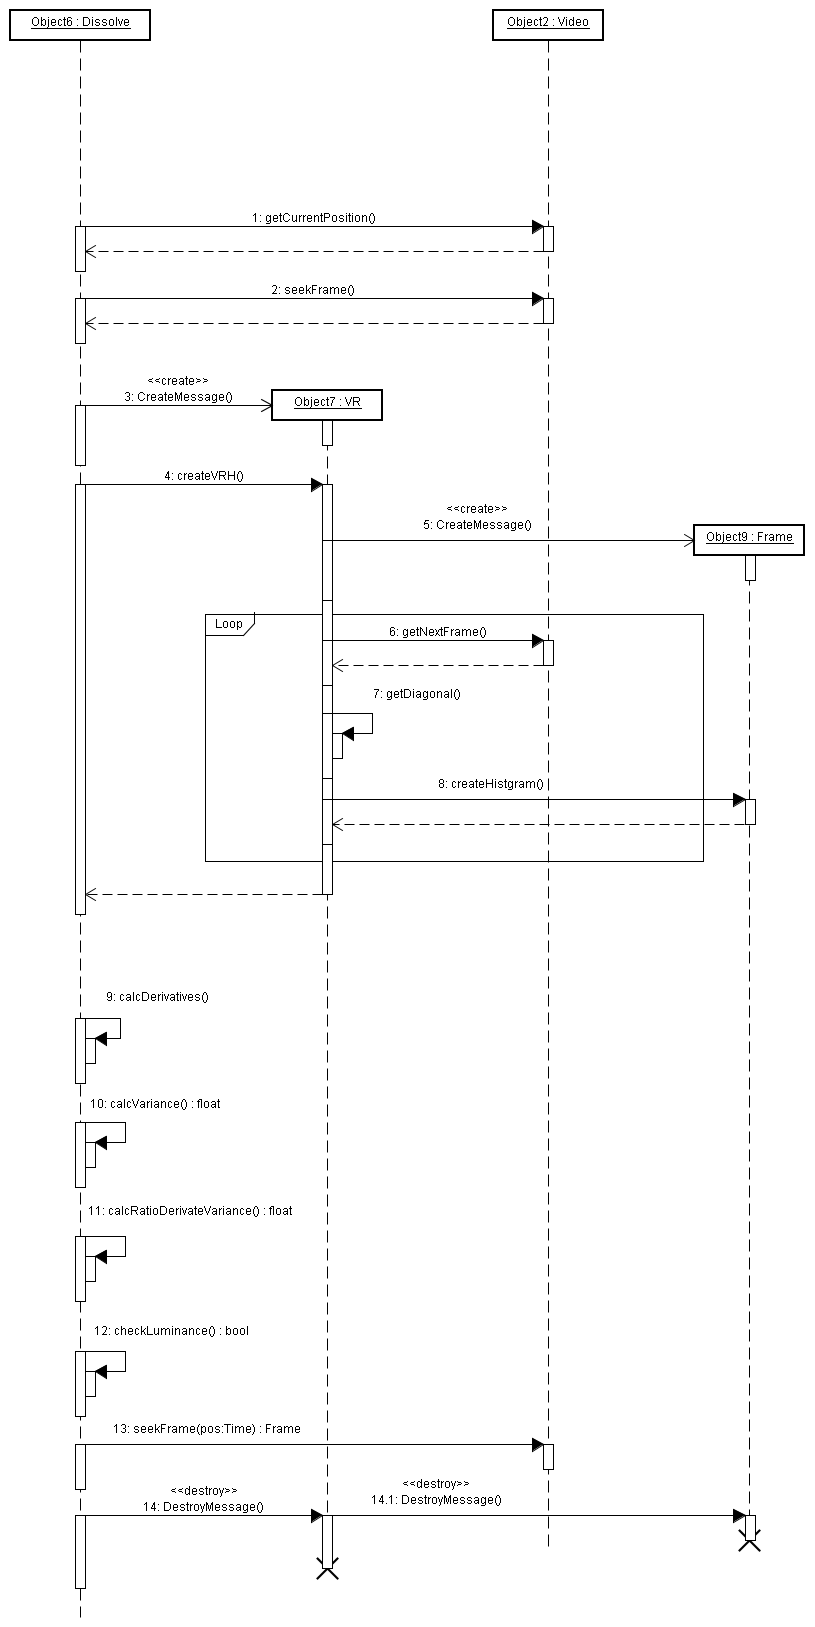 Object6 : Dissolve
Object2 : Video
1: getCurrentPosition()
2: seekFrame()
<<create>>
3: CreateMessage()
Object7 : VR
4: createVRH()
<<create>>
5: CreateMessage()
Object9 : Frame
Loop
6: getNextFrame()
7: getDiagonal()
8: createHistgram()
9: calcDerivatives()
10: calcVariance() : float
11: calcRatioDerivateVariance() : float
12: checkLuminance() : bool
13: seekFrame(pos:Time) : Frame
<<destroy>>
14: DestroyMessage()
<<destroy>>
14.1: DestroyMessage()